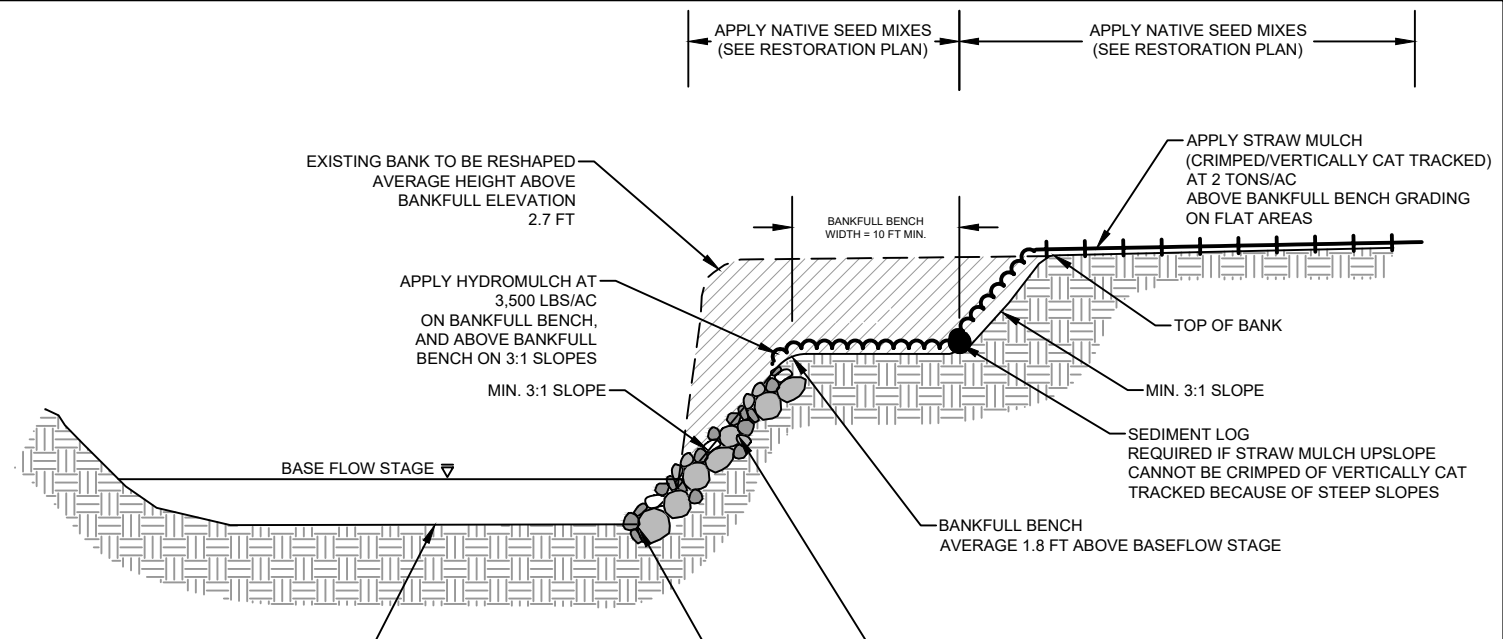 APPLY NATIVE SEED MIXES
(SEE RESTORATION PLAN)
APPLY NATIVE SEED MIXES
(SEE RESTORATION PLAN)
EXISTING BANK TO BE RESHAPED
AVERAGE HEIGHT ABOVE
BANKFULL ELEVATION
2.7 FT
APPLY STRAW MULCH
(CRIMPED/VERTICALLY CAT TRACKED)
AT 2 TONS/AC
ABOVE BANKFULL BENCH GRADING
ON FLAT AREAS
BANKFULL BENCH
WIDTH = 10 FT MIN.
APPLY HYDROMULCH AT
3,500 LBS/AC
ON BANKFULL BENCH,
AND ABOVE BANKFULL
BENCH ON 3:1 SLOPES
TOP OF BANK
MIN. 3:1 SLOPE
MIN. 3:1 SLOPE
SEDIMENT LOG
REQUIRED IF STRAW MULCH UPSLOPE
CANNOT BE CRIMPED OF VERTICALLY CAT
TRACKED BECAUSE OF STEEP SLOPES
BASE FLOW STAGE
BANKFULL BENCH
AVERAGE 1.8 FT ABOVE BASEFLOW STAGE